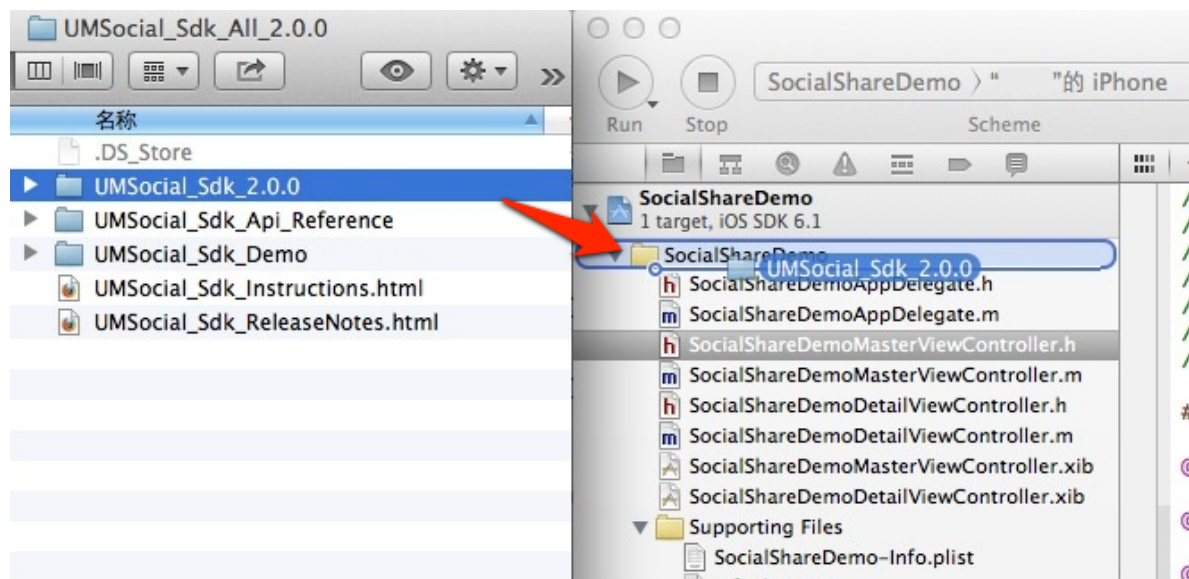 UMSocial_Sdk_All_2.0.0
名称
.DS_Store
UMSocial_Sdk_2.0.0
UMSocial_Sdk_Api_Reference
UMSocial_Sdk_Demo
UMSocial_Sdk_Instructions.html
UMSocial_Sdk_ReleaseNotes.html
SocialShareDemo 〉 “ ”的 iPhone
Run Stop Scheme
SocialShareDemo
1 target, iOS SDK 6.1
SocialShareDemo
UMSocial_Sdk_2.0.0
h SocialShareDemoAppDelegate.h
m SocialShareDemoAppDelegate.m
h SocialShareDemoMasterViewController.h
m SocialShareDemoMasterViewController.m
h SocialShareDemoDetailViewController.h
m SocialShareDemoDetailViewController.m
SocialShareDemoMasterViewController.xib
SocialShareDemoDetailViewController.xib
Supporting Files
SocialShareDemo-Info.plist